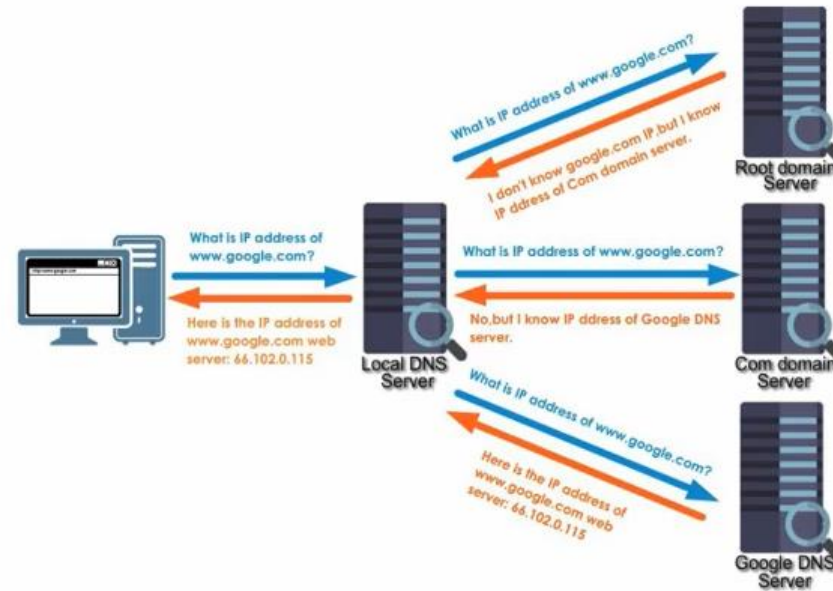 What is IP address of www.google.com?
I don't know google.com IP,but I know
IP ddress of Com domain server.
Root domain
Server
What is IP address of
www.google.com?
Here is the IP address of
www.google.com web
server: 66.102.0.115
Local DNS
Server
What is IP address of www.google.com?
No,but I know IP ddress of Google DNS
server.
Com domain
Server
What is IP address of www.google.com?
Here is the IP address of
www.google.com web
server: 66.102.0.115
Google DNS
Server